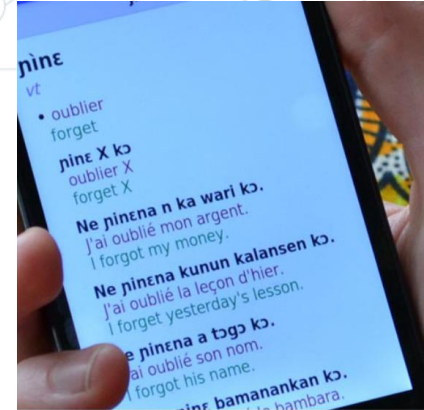 ɲìnɛ
vt
• oublier
forget
ɲinɛ X kɔ
oublier X
forget X
Ne ɲinɛna n ka wari kɔ.
J'ai oublié mon argent.
I forgot my money.
Ne ɲinɛna kunun kalansen kɔ.
J'ai oublié la leçon d'hier.
I forget yesterday's lesson.
e ɲinɛna a tɔgɔ kɔ.
ai oublié son nom.
I forgot his name.
bamanankan kɔ.
bambara.